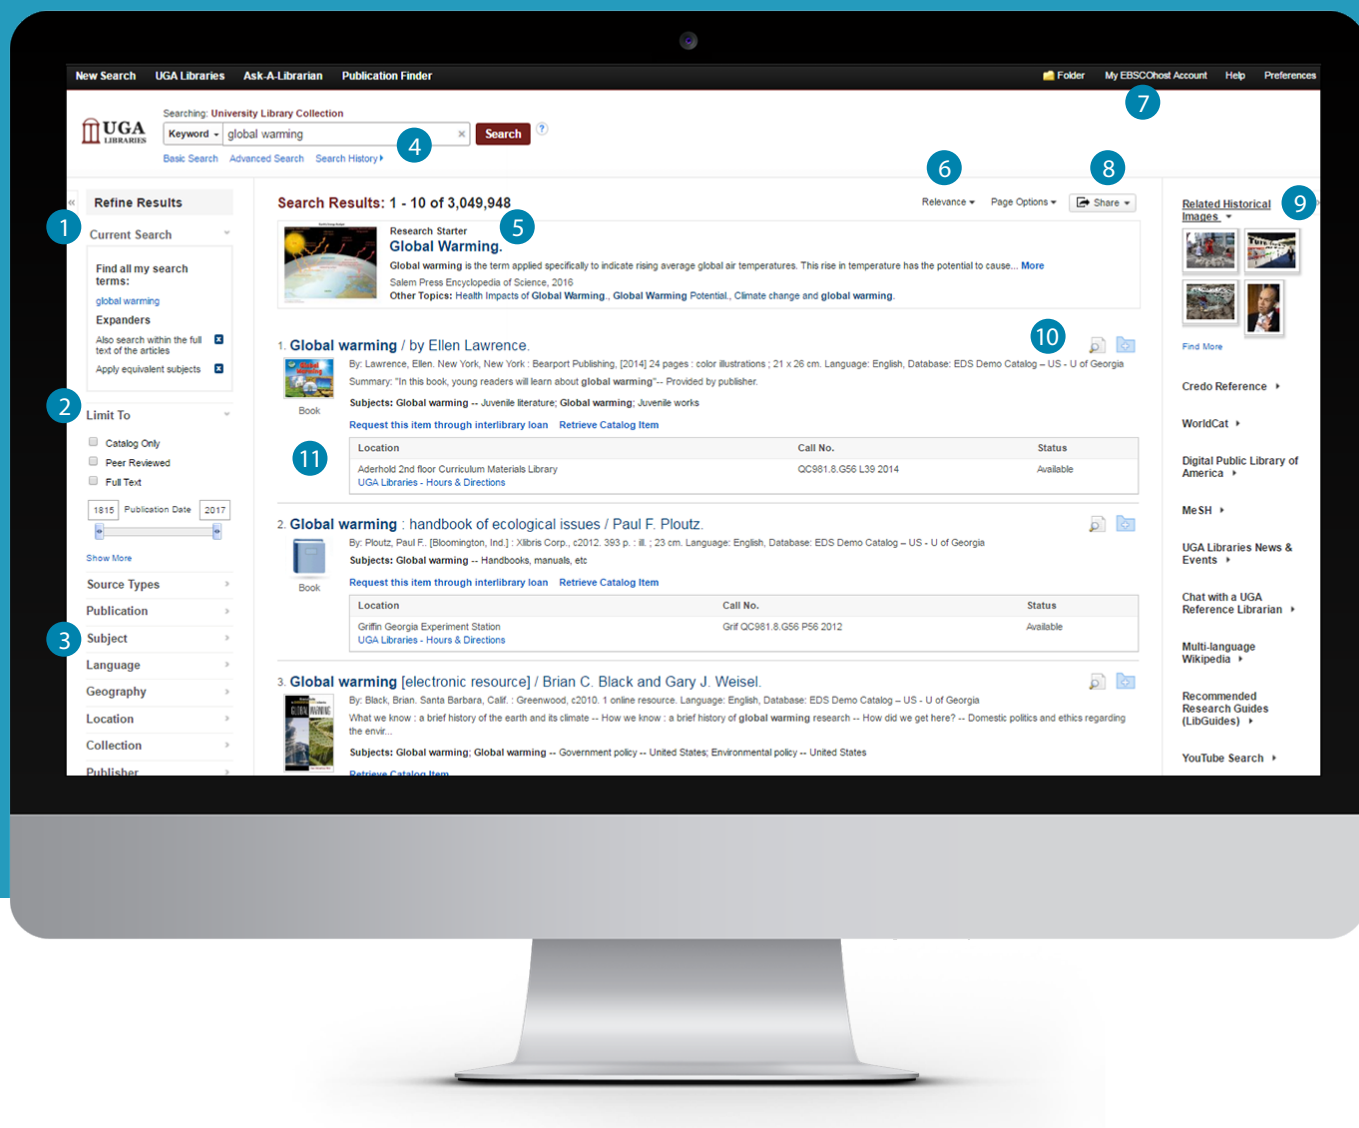 New Search UGA Libraries Ask-A-Librarian Publication Finder
Folder My EBSCOhost Account Help Preferences
7
UGA
LIBRARIES
Searching: University Library Collection
Keyword global warming × Search ?
4
Basic Search Advanced Search Search History
« Refine Results
1
Current Search
Find all my search
terms:
global warming
Expanders
Also search within the full
text of the articles
Apply equivalent subjects
2
Limit To
Catalog Only
Peer Reviewed
Full Text
1815 Publication Date 2017
Show More
Source Types
Publication
3
Subject
Language
Geography
Location
Collection
Publisher
6
8
Search Results: 1 - 10 of 3,049,948
Relevance Page Options Share
5
Research Starter
Global Warming.
Global warming is the term applied specifically to indicate rising average global air temperatures. This rise in temperature has the potential to cause... More
Salem Press Encyclopedia of Science, 2016
Other Topics: Health Impacts of Global Warming., Global Warming Potential., Climate change and global warming.
10
1. Global warming / by Ellen Lawrence.
By: Lawrence, Ellen. New York, New York : Bearport Publishing, [2014] 24 pages : color illustrations ; 21 x 26 cm. Language: English, Database: EDS Demo Catalog – US - U of Georgia
Summary: "In this book, young readers will learn about global warming"-- Provided by publisher.
Book
Subjects: Global warming -- Juvenile literature; Global warming; Juvenile works
Request this item through interlibrary loan Retrieve Catalog Item
11
Location Call No. Status
Aderhold 2nd floor Curriculum Materials Library QC981.8.G56 L39 2014 Available
UGA Libraries - Hours & Directions
2. Global warming : handbook of ecological issues / Paul F. Ploutz.
By: Ploutz, Paul F.. [Bloomington, Ind.] : Xlibris Corp., c2012. 393 p. : ill. ; 23 cm. Language: English, Database: EDS Demo Catalog – US - U of Georgia
Subjects: Global warming -- Handbooks, manuals, etc
Book
Request this item through interlibrary loan Retrieve Catalog Item
Location Call No. Status
Griffin Georgia Experiment Station Grif QC981.8.G56 P56 2012 Available
UGA Libraries - Hours & Directions
3. Global warming [electronic resource] / Brian C. Black and Gary J. Weisel.
By: Black, Brian. Santa Barbara, Calif. : Greenwood, c2010. 1 online resource. Language: English, Database: EDS Demo Catalog – US - U of Georgia
What we know : a brief history of the earth and its climate -- How we know : a brief history of global warming research -- How did we get here? -- Domestic politics and ethics regarding
the envir...
GLOBAL WARMING
Subjects: Global warming; Global warming -- Government policy -- United States; Environmental policy -- United States
Retrieve Catalog Item
9
Related Historical
Images
Find More
Credo Reference
WorldCat
Digital Public Library of
America
MeSH
UGA Libraries News &
Events
Chat with a UGA
Reference Librarian
Multi-language
Wikipedia
Recommended
Research Guides
(LibGuides)
YouTube Search